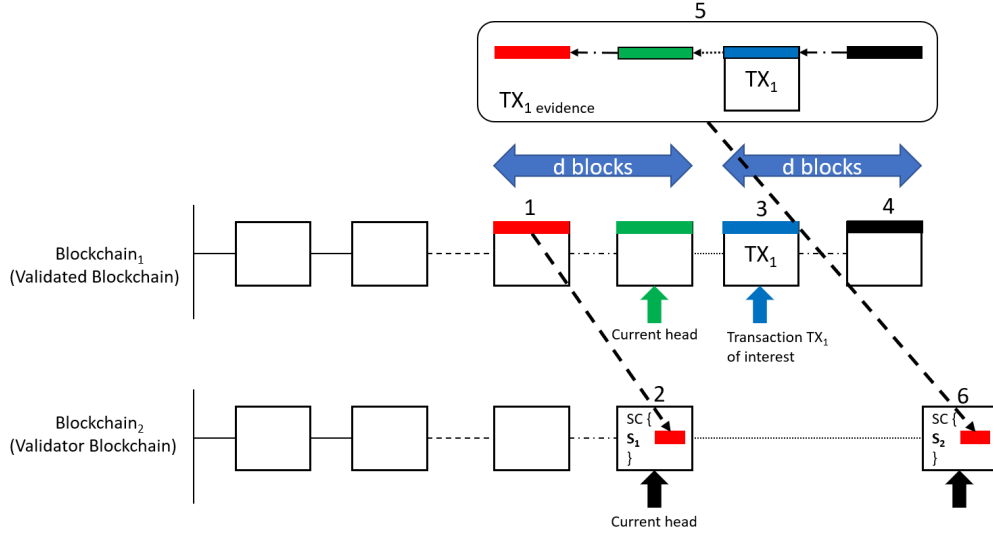 5
TX₁
TX₁ evidence
d blocks
d blocks
1
3
4
Blockchain₁
(Validated Blockchain)
TX₁
Current head
Transaction TX₁
of interest
2
6
Blockchain₂
(Validator Blockchain)
SC {
S₁
}
SC {
S₂
}
Current head